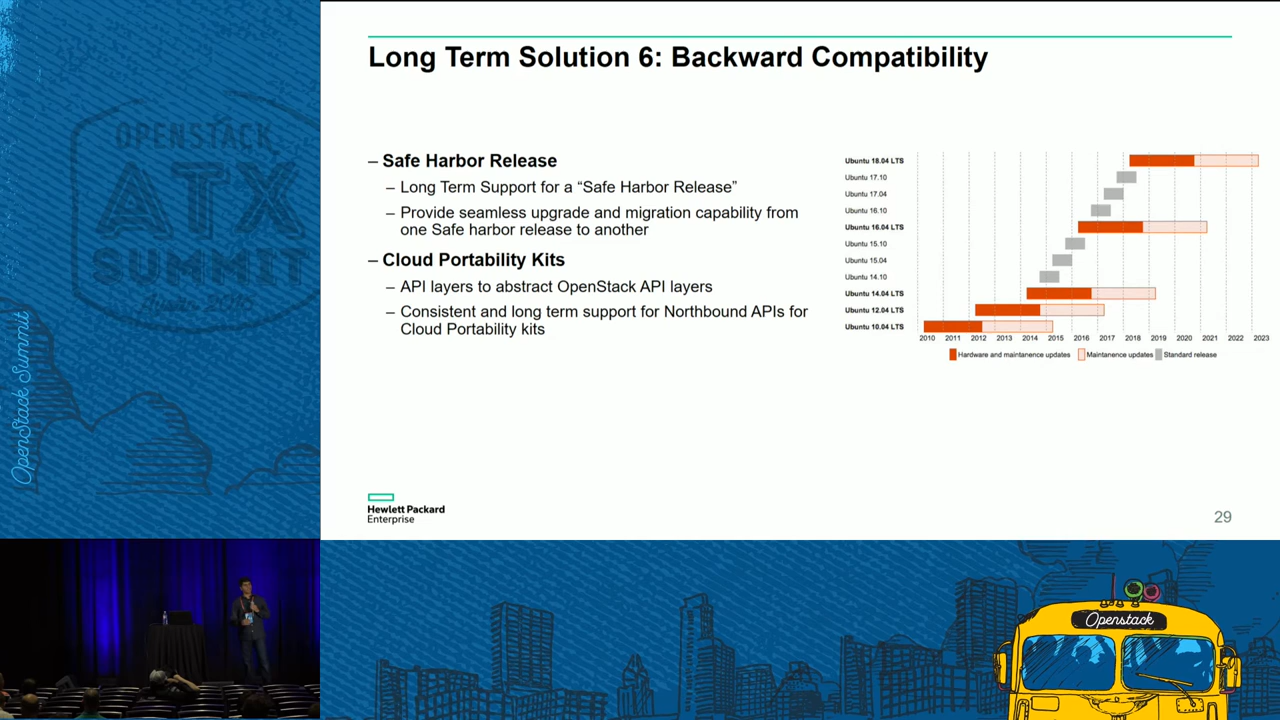 OPENSTACK
ATX
SUMMIT
OpenStack Summit
Long Term Solution 6: Backward Compatibility
– Safe Harbor Release
– Long Term Support for a “Safe Harbor Release”
– Provide seamless upgrade and migration capability from
one Safe harbor release to another
– Cloud Portability Kits
– API layers to abstract OpenStack API layers
– Consistent and long term support for Northbound APIs for
Cloud Portability kits
Ubuntu 18.04 LTS
Ubuntu 17.10
Ubuntu 17.04
Ubuntu 16.10
Ubuntu 16.04 LTS
Ubuntu 15.10
Ubuntu 15.04
Ubuntu 14.10
Ubuntu 14.04 LTS
Ubuntu 12.04 LTS
Ubuntu 10.04 LTS
2010 2011 2012 2013 2014 2015 2016 2017 2018 2019 2020 2021 2022 2023
Hardware and maintanence updates Maintanence updates Standard release
Hewlett Packard
Enterprise
29
Openstack